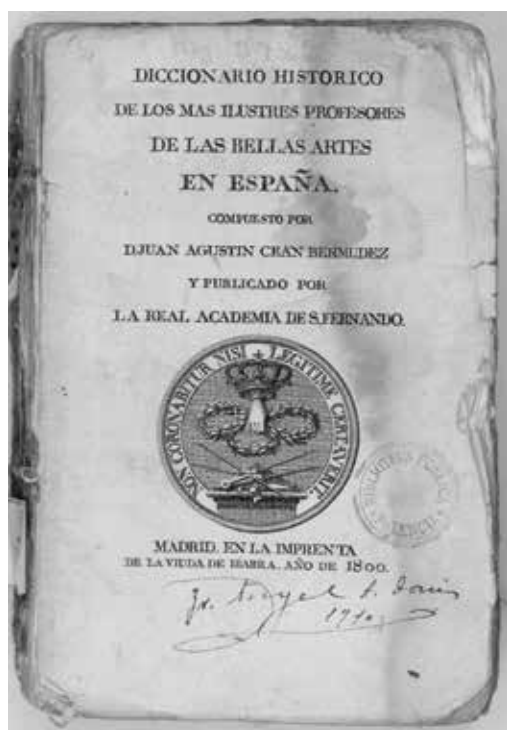 DICCIONARIO HISTORICO
DE LOS MAS ILUSTRES PROFESORES
DE LAS BELLAS ARTES
EN ESPAÑA.
COMPUESTO POR
D.JUAN AGUSTIN CEAN BERMUDEZ
Y PUBLICADO POR
LA REAL ACADEMIA DE S.FERNANDO.
NON CORONABITUR NISI LEGITIME CERTAVERIT.
BIBLIOTECA PUBLICA
MADRID. EN LA IMPRENTA
DE LA VIUDA DE IBARRA. AÑO DE 1800.
1910